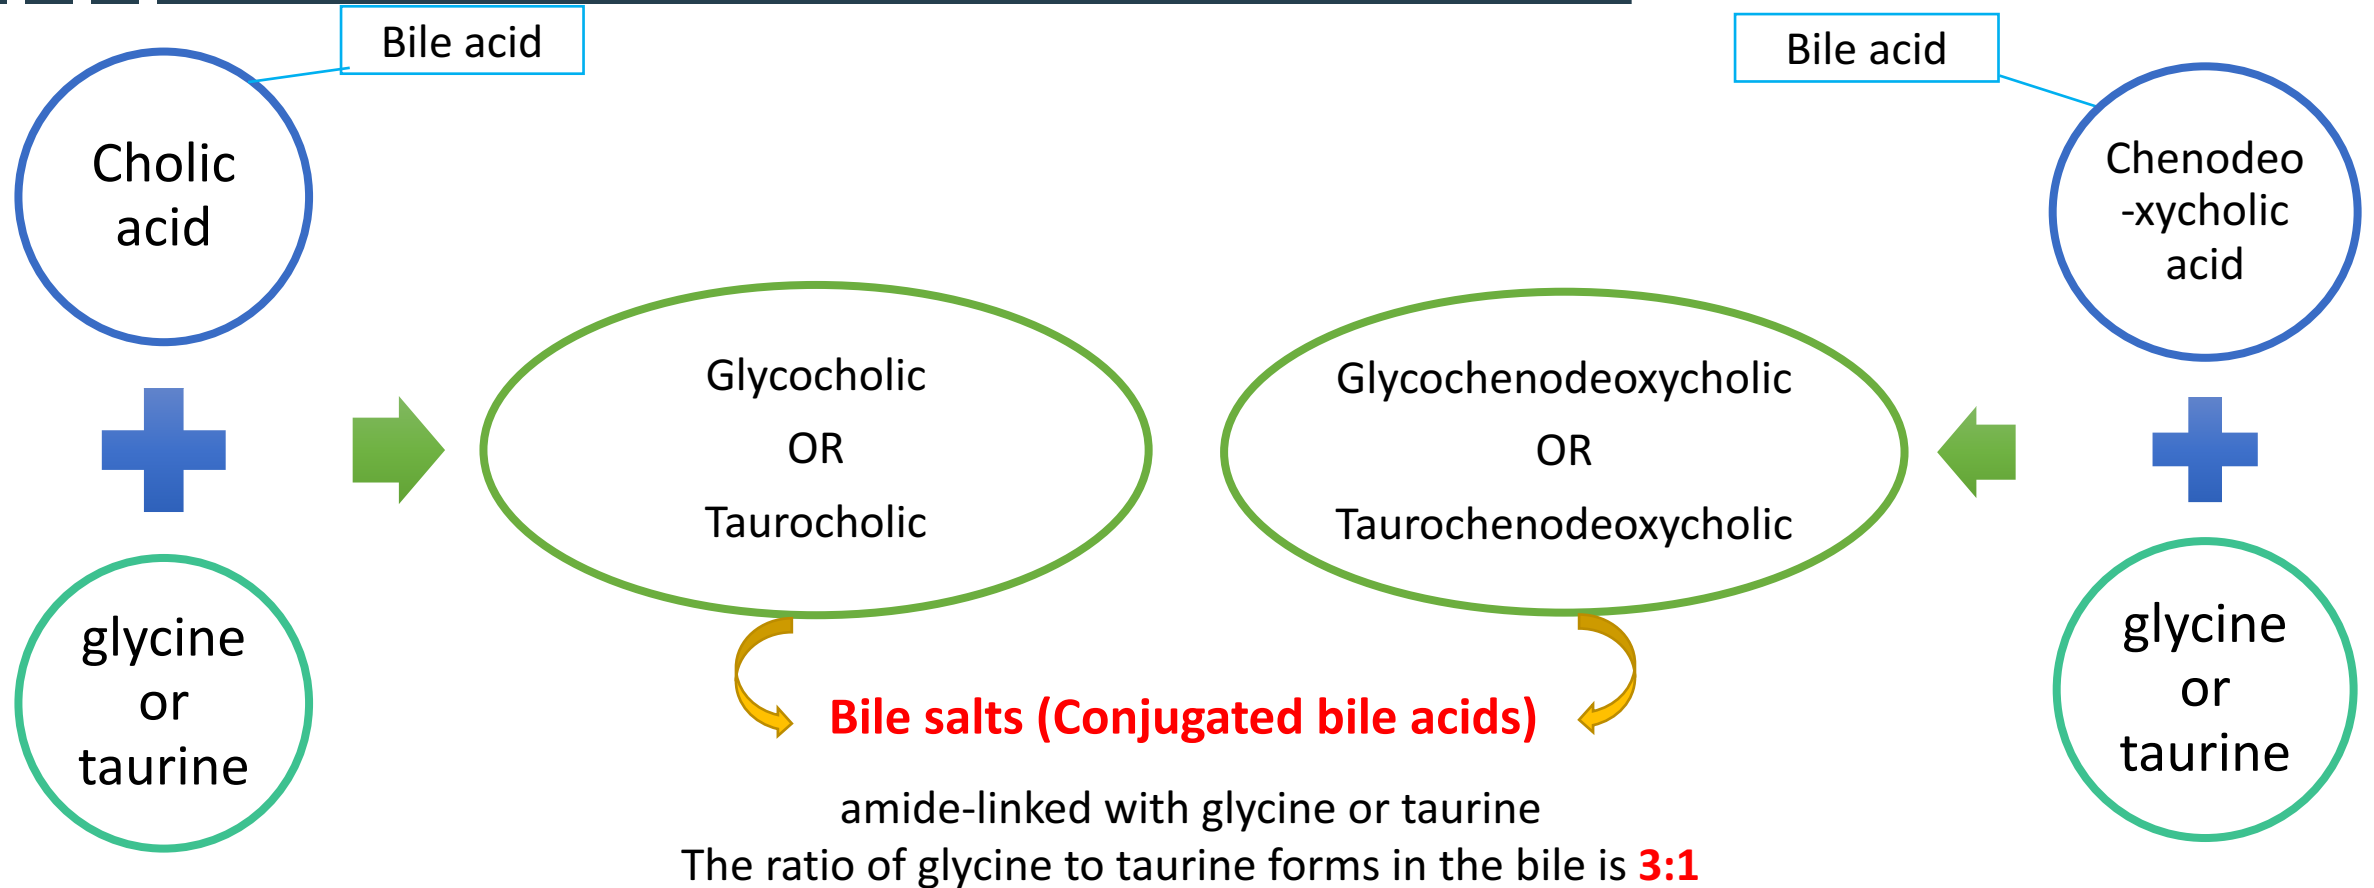 Bile acid
Cholic
acid
glycine
or
taurine
Glycocholic
OR
Taurocholic
Bile acid
Chenodeo
-xycholic
acid
glycine
or
taurine
Glycochenodeoxycholic
OR
Taurochenodeoxycholic
Bile salts (Conjugated bile acids)
amide-linked with glycine or taurine
The ratio of glycine to taurine forms in the bile is 3:1